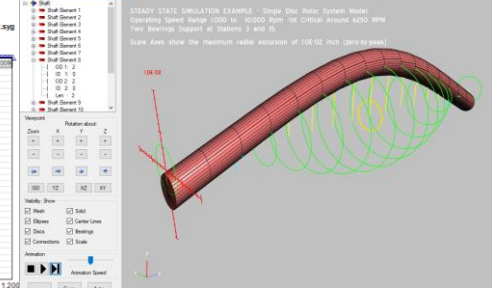 .syg
Shaft
Shaft Element 1
Shaft Element 2
Shaft Element 3
Shaft Element 4
Shaft Element 5
Shaft Element 6
Shaft Element 7
Shaft Element 8
OD 1: 2
ID 1: 0
OD 2: 2
ID 2: 0
Len : 2
Shaft Element 9
Shaft Element 10
Viewpoint
Rotation about:
Zoom X Y Z
+ + + +
- - - -
ISO YZ XZ XY
Visibility: Show
Mesh Solid
Ellipses Center Lines
Discs Bearings
Connections Scale
Animation
Animation Speed
1,200
STEADY STATE SIMULATION EXAMPLE - Single Disc Rotor System Model.
Operating Speed Range 1,000 to 10,000 Rpm -1st Critical Around 6250 RPM
Two Bearings Support at Stations 3 and 15
Scale Axes show the maximum radial excursion of 1.0E-02 inch (zero-to-peak)
1.0E-02